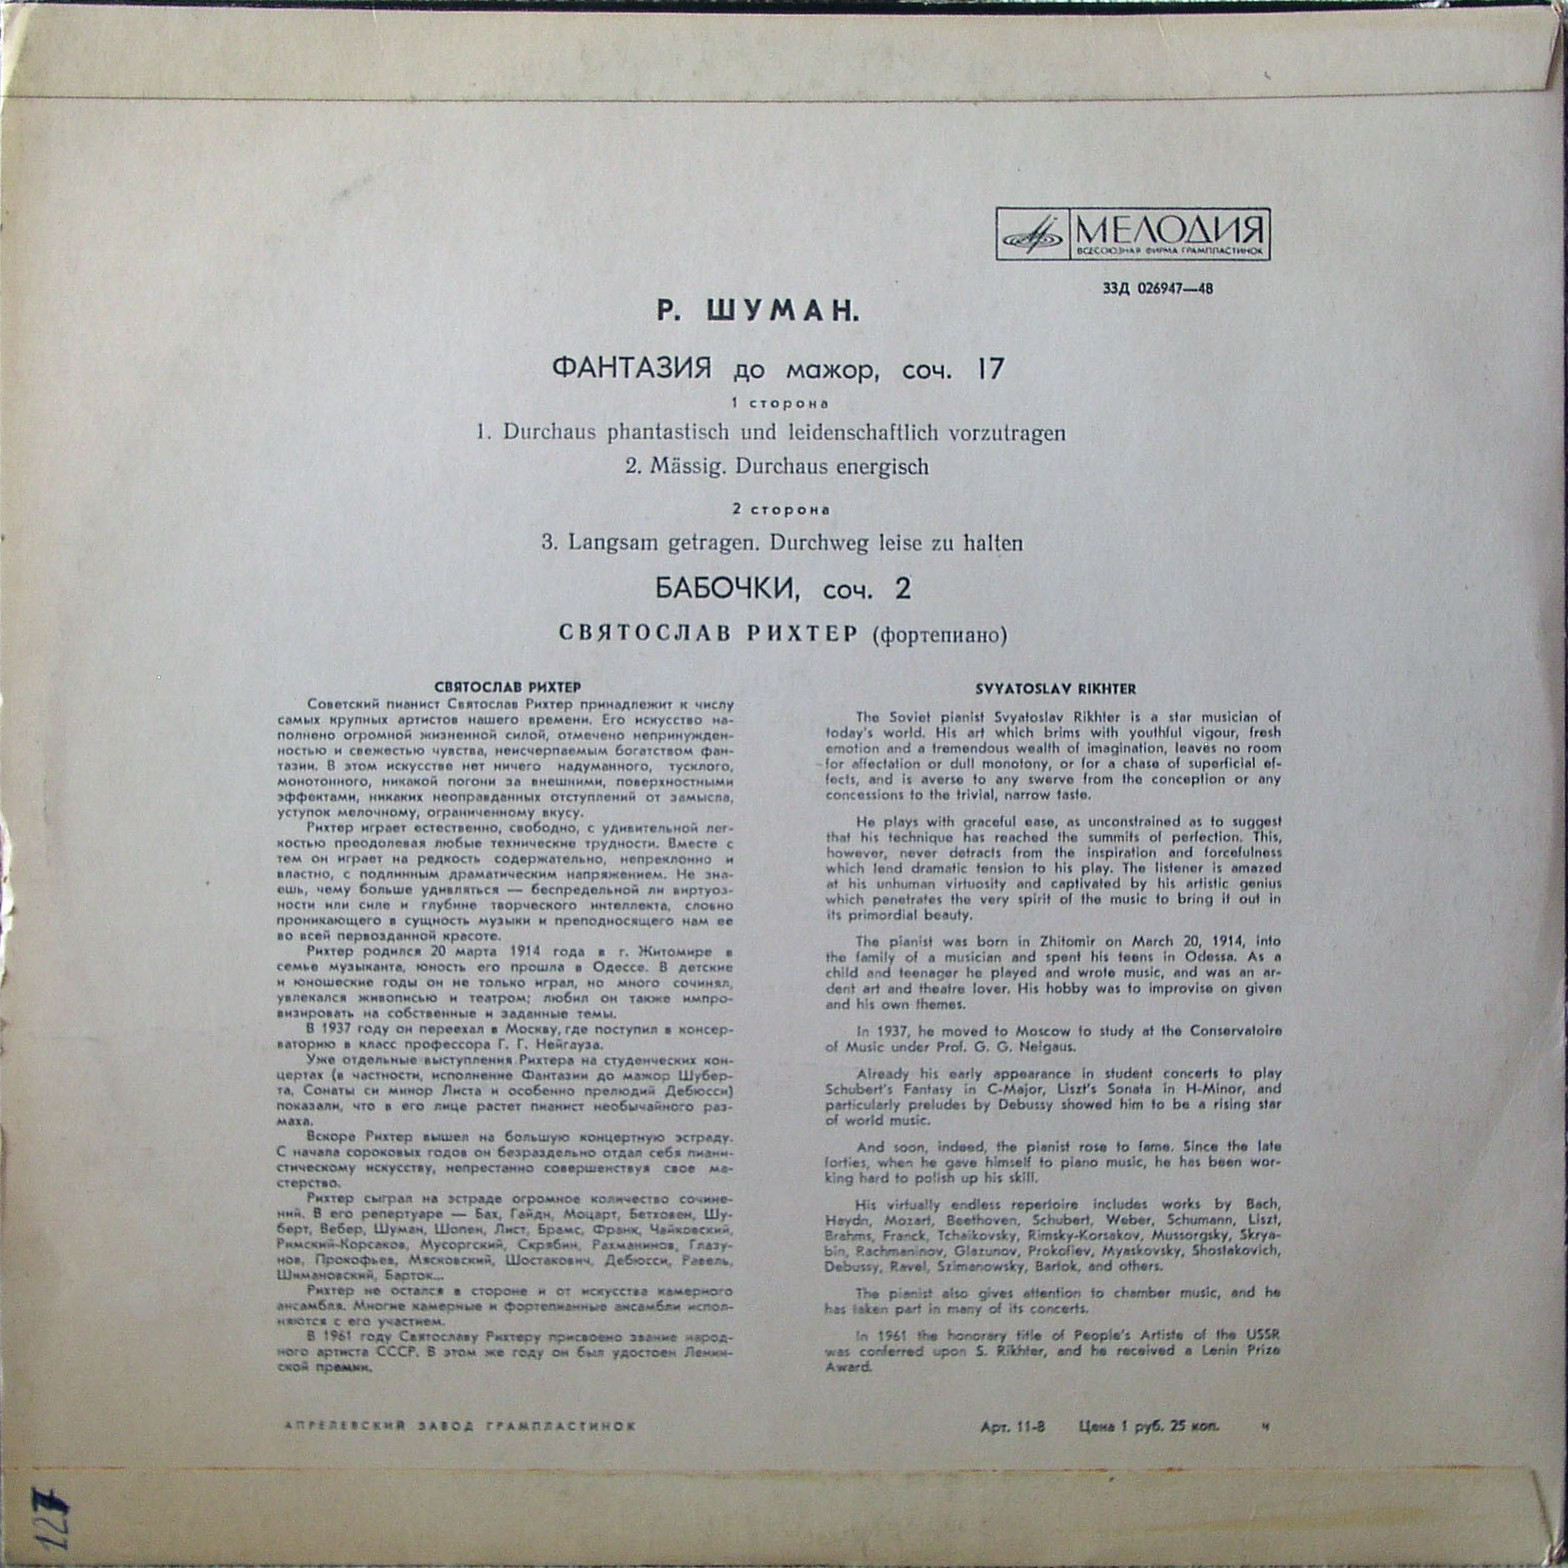 МЕЛОДИЯ
ВСЕСОЮЗНАЯ ФИРМА ГРАМПЛАСТИНОК
33Д 026947—48
Р. ШУМАН.
ФАНТАЗИЯ до мажор, соч. 17
1 сторона
1. Durchaus phantastisch und leidenschaftlich vorzutragen
2. Mässig. Durchaus energisch
2 сторона
3. Langsam getragen. Durchweg leise zu halten
БАБОЧКИ, соч. 2
СВЯТОСЛАВ РИХТЕР (фортепиано)
СВЯТОСЛАВ РИХТЕР
Советский пианист Святослав Рихтер принадлежит к числу
самых крупных артистов нашего времени. Его искусство на-
полнено огромной жизненной силой, отмечено непринужден-
ностью и свежестью чувства, неисчерпаемым богатством фан-
тазии. В этом искусстве нет ничего надуманного, тусклого,
монотонного, никакой погони за внешними, поверхностными
эффектами, никаких неоправданных отступлений от замысла,
уступок мелочному, ограниченному вкусу.
Рихтер играет естественно, свободно, с удивительной лег-
костью преодолевая любые технические трудности. Вместе с
тем он играет на редкость содержательно, непреклонно и
властно, с подлинным драматическим напряжением. Не зна-
ешь, чему больше удивляться — беспредельной ли виртуоз-
ности или силе и глубине творческого интеллекта, словно
проникающего в сущность музыки и преподносящего нам ее
во всей первозданной красоте.
Рихтер родился 20 марта 1914 года в г. Житомире в
семье музыканта, юность его прошла в Одессе. В детские
и юношеские годы он не только играл, но много сочинял,
увлекался живописью и театром; любил он также импро-
визировать на собственные и заданные темы.
В 1937 году он переехал в Москву, где поступил в консер-
ваторию в класс профессора Г. Г. Нейгауза.
Уже отдельные выступления Рихтера на студенческих кон-
цертах (в частности, исполнение Фантазии до мажор Шубер-
та, Сонаты си минор Листа и особенно прелюдий Дебюсси)
показали, что в его лице растет пианист необычайного раз-
маха.
Вскоре Рихтер вышел на большую концертную эстраду.
С начала сороковых годов он безраздельно отдал себя пиани-
стическому искусству, непрестанно совершенствуя свое ма-
стерство.
Рихтер сыграл на эстраде огромное количество сочине-
ний. В его репертуаре — Бах, Гайдн, Моцарт, Бетховен, Шу-
берт, Вебер, Шуман, Шопен, Лист, Брамс, Франк, Чайковский,
Римский-Корсаков, Мусоргский, Скрябин, Рахманинов, Глазу-
нов, Прокофьев, Мясковский, Шостакович, Дебюсси, Равель,
Шимановский, Барток...
Рихтер не остался в стороне и от искусства камерного
ансамбля. Многие камерные и фортепианные ансамбли испол-
няются с его участием.
В 1961 году Святославу Рихтеру присвоено звание народ-
ного артиста СССР. В этом же году он был удостоен Ленин-
ской премии.
SVYATOSLAV RIKHTER
The Soviet pianist Svyatoslav Rikhter is a star musician of
today's world. His art which brims with youthful vigour, fresh
emotion and a tremendous wealth of imagination, leaves no room
for affectation or dull monotony, or for a chase of superficial ef-
fects, and is averse to any swerve from the conception or any
concessions to the trivial, narrow taste.
He plays with graceful ease, as unconstrained as to suggest
that his technique has reached the summits of perfection. This,
however, never detracts from the inspiration and forcefulness
which lend dramatic tension to his play. The listener is amazed
at his unhuman virtuosity and captivated by his artistic genius
which penetrates the very spirit of the music to bring it out in
its primordial beauty.
The pianist was born in Zhitomir on March 20, 1914, into
the family of a musician and spent his teens in Odessa. As a
child and teenager he played and wrote music, and was an ar-
dent art and theatre lover. His hobby was to improvise on given
and his own themes.
In 1937, he moved to Moscow to study at the Conservatoire
of Music under Prof. G. G. Neigaus.
Already his early appearance in student concerts to play
Schubert's Fantasy in C-Major, Liszt's Sonata in H-Minor, and
particularly preludes by Debussy showed him to be a rising star
of world music.
And soon, indeed, the pianist rose to fame. Since the late
forties, when he gave himself to piano music, he has been wor-
king hard to polish up his skill.
His virtually endless repertoire includes works by Bach,
Haydn, Mozart, Beethoven, Schubert, Weber, Schumann, Liszt,
Brahms, Franck, Tchaikovsky, Rimsky-Korsakov, Mussorgsky, Skrya-
bin, Rachmaninov, Glazunov, Prokofiev, Myaskovsky, Shostakovich,
Debussy, Ravel, Szimanowsky, Bartok, and others.
The pianist also gives attention to chamber music, and he
has taken part in many of its concerts.
In 1961 the honorary title of People's Artiste of the USSR
was conferred upon S. Rikhter, and he received a Lenin Prize
Award.
АПРЕЛЕВСКИЙ ЗАВОД ГРАМПЛАСТИНОК
Арт. 11-8 Цена 1 руб. 25 коп. ч